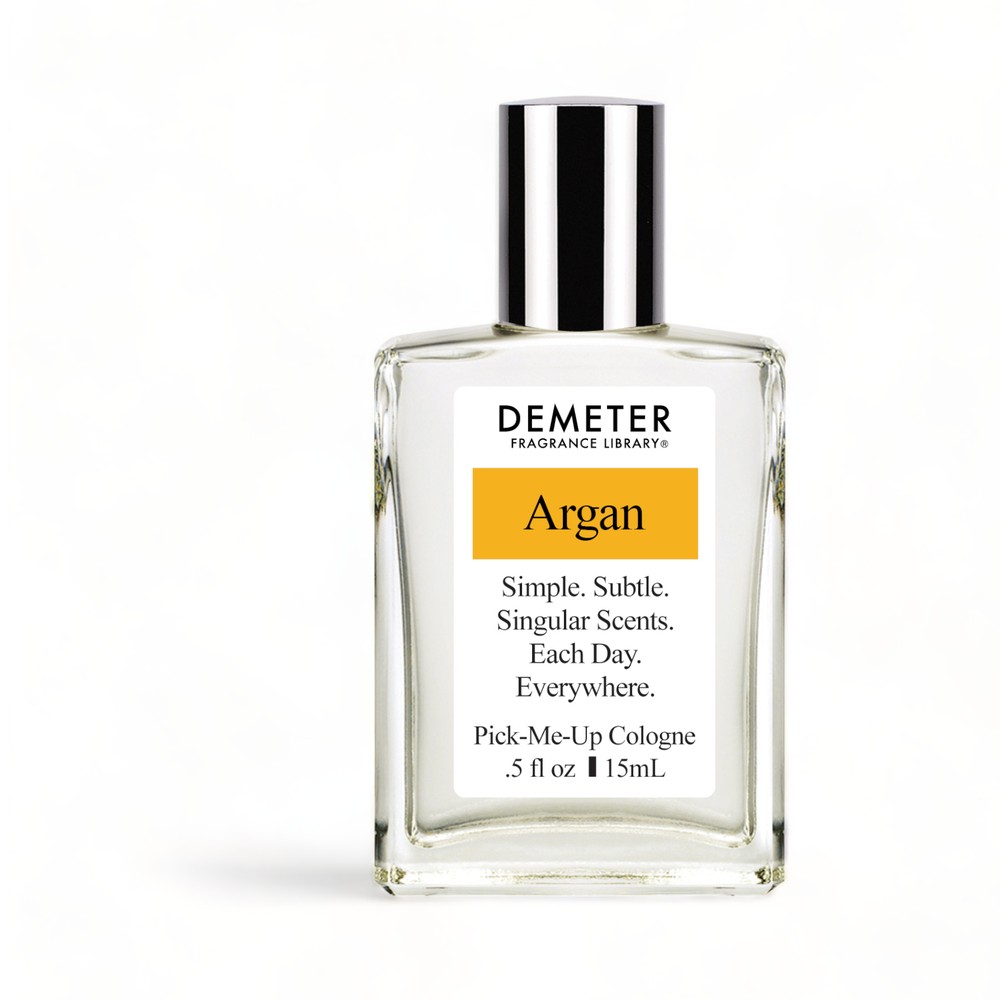 DEMETER
FRAGRANCE LIBRARY®
Argan
Simple. Subtle.
Singular Scents.
Each Day.
Everywhere.
Pick-Me-Up Cologne
.5 fl oz ▌15mL